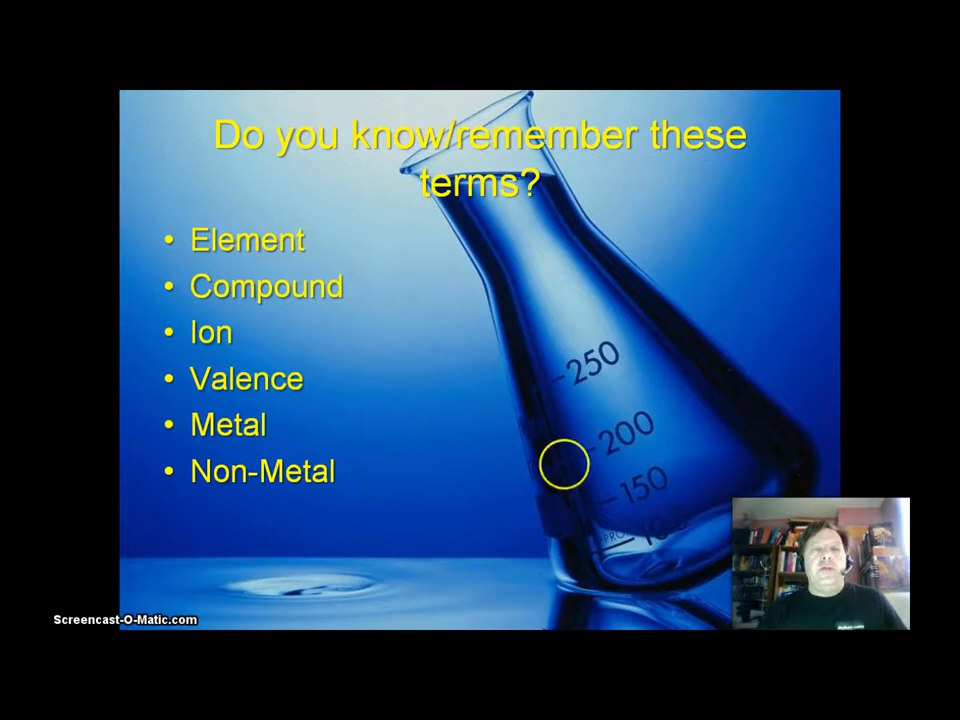 Do you know/remember these
terms?
• Element
• Compound
• Ion
• Valence
• Metal
• Non-Metal
250
200
150
100
Screencast-O-Matic.com